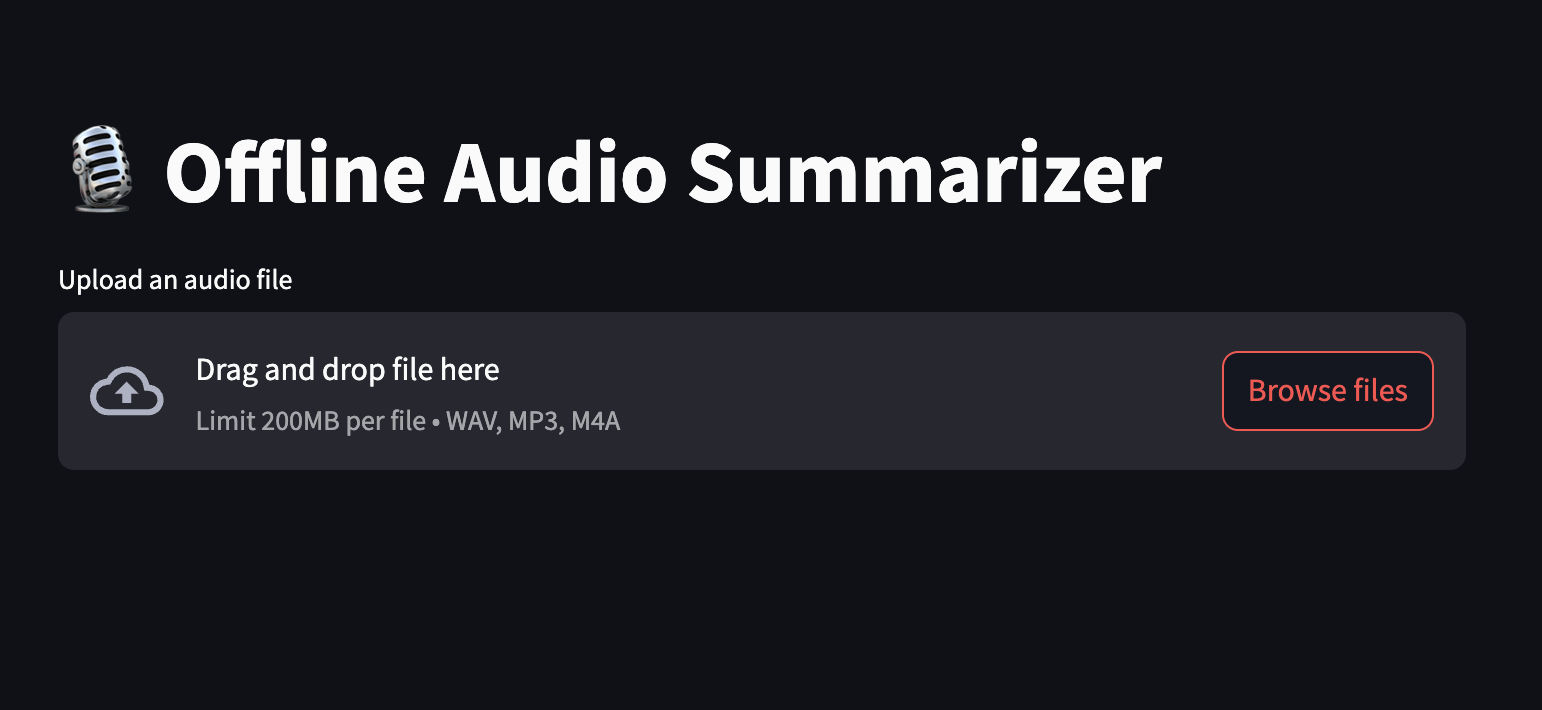 Offline Audio Summarizer
Upload an audio file
Drag and drop file here
Limit 200MB per file • WAV, MP3, M4A
Browse files